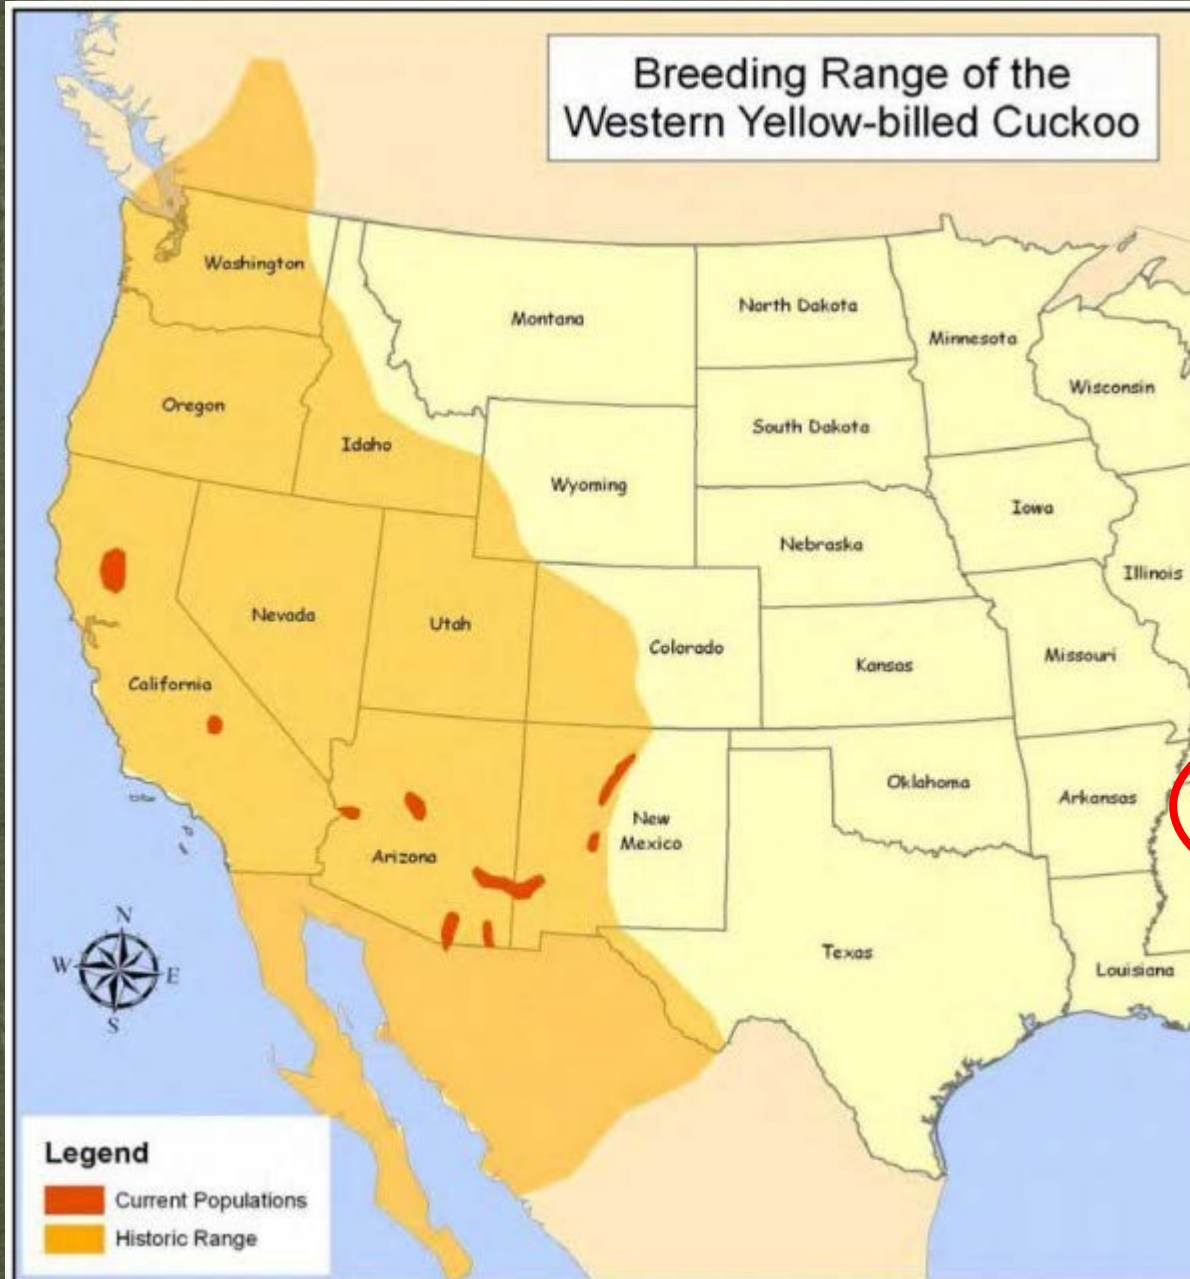 Breeding Range of the
Western Yellow-billed Cuckoo
Washington
Montana
North Dakota
Minnesota
Wisconsin
Oregon
Idaho
South Dakota
Wyoming
Iowa
Nebraska
Illinois
Nevada
Utah
Colorado
Kansas
Missouri
California
Oklahoma
Arkansas
New
Mexico
Arizona
Texas
Louisiana
N
W
E
S
Legend
Current Populations
Historic Range